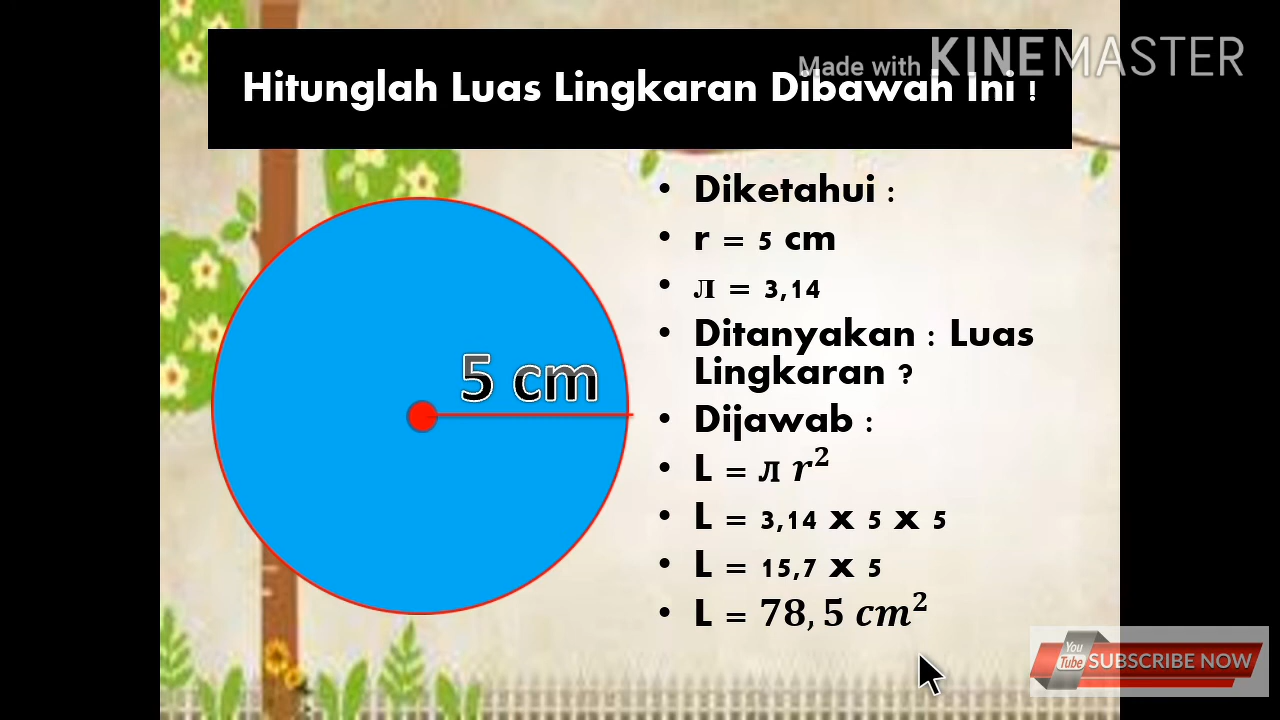 Made with KINEMASTER
Hitunglah Luas Lingkaran Dibawah Ini !
• Diketahui :
• r = 5 cm
• л = 3,14
• Ditanyakan : Luas
Lingkaran ?
• Dijawab :
• L = л r²
• L = 3,14 x 5 x 5
• L = 15,7 x 5
• L = 78,5 cm²
5 cm
You
Tube SUBSCRIBE NOW